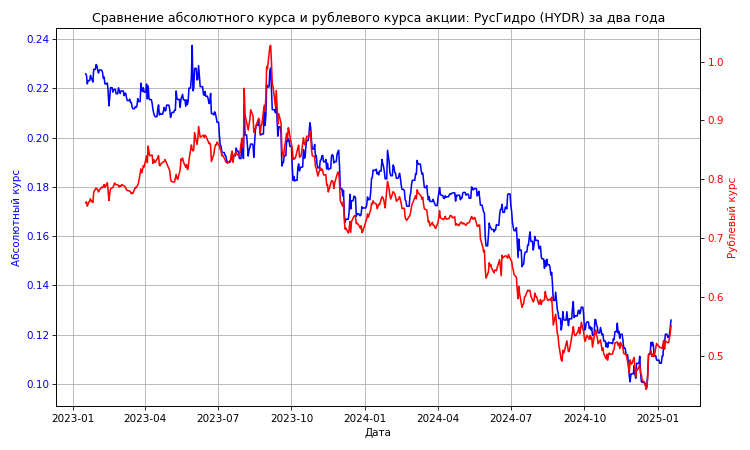 Сравнение абсолютного курса и рублевого курса акции: РусГидро (HYDR) за два года
Абсолютный курс
0.24
0.22
0.20
0.18
0.16
0.14
0.12
0.10
1.0
0.9
0.8
0.7
0.6
0.5
Рублевый курс
2023-01 2023-04 2023-07 2023-10 2024-01 2024-04 2024-07 2024-10 2025-01
Дата